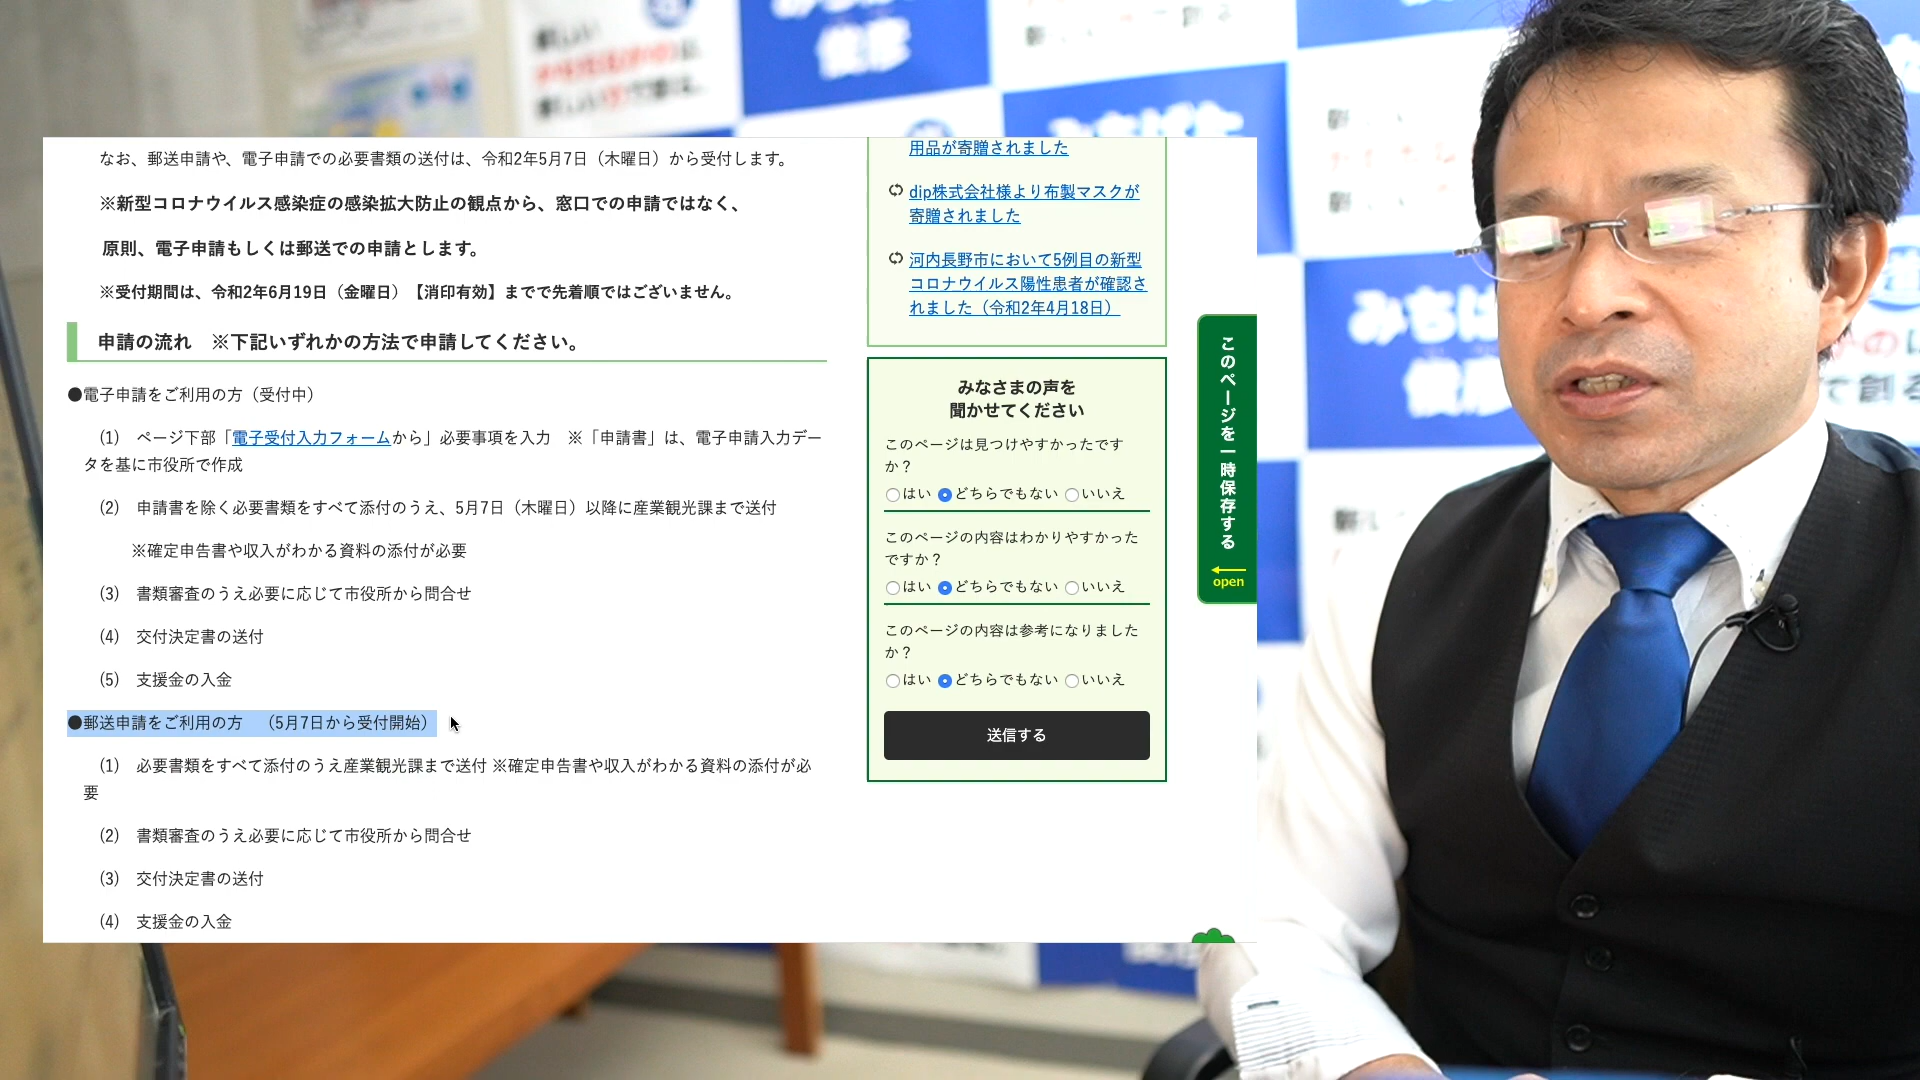 なお、郵送申請や、電子申請での必要書類の送付は、令和2年5月7日（木曜日）から受付します。
※新型コロナウイルス感染症の感染拡大防止の観点から、窓口での申請ではなく、
原則、電子申請もしくは郵送での申請とします。
※受付期間は、令和2年6月19日（金曜日）【消印有効】までで先着順ではございません。
申請の流れ　※下記いずれかの方法で申請してください。
●電子申請をご利用の方（受付中）
(1)　ページ下部「電子受付入力フォームから」必要事項を入力　※「申請書」は、電子申請入力デー
タを基に市役所で作成
(2)　申請書を除く必要書類をすべて添付のうえ、5月7日（木曜日）以降に産業観光課まで送付
※確定申告書や収入がわかる資料の添付が必要
(3)　書類審査のうえ必要に応じて市役所から問合せ
(4)　交付決定書の送付
(5)　支援金の入金
●郵送申請をご利用の方　（5月7日から受付開始）
(1)　必要書類をすべて添付のうえ産業観光課まで送付 ※確定申告書や収入がわかる資料の添付が必
要
(2)　書類審査のうえ必要に応じて市役所から問合せ
(3)　交付決定書の送付
(4)　支援金の入金
用品が寄贈されました
dip株式会社様より布製マスクが
寄贈されました
河内長野市において5例目の新型
コロナウイルス陽性患者が確認さ
れました（令和2年4月18日）
みなさまの声を
聞かせてください
このページは見つけやすかったです
か？
はい どちらでもない いいえ
このページの内容はわかりやすかった
ですか？
はい どちらでもない いいえ
このページの内容は参考になりました
か？
はい どちらでもない いいえ
送信する
このページを一時保存する
open
みちばた
俊彦